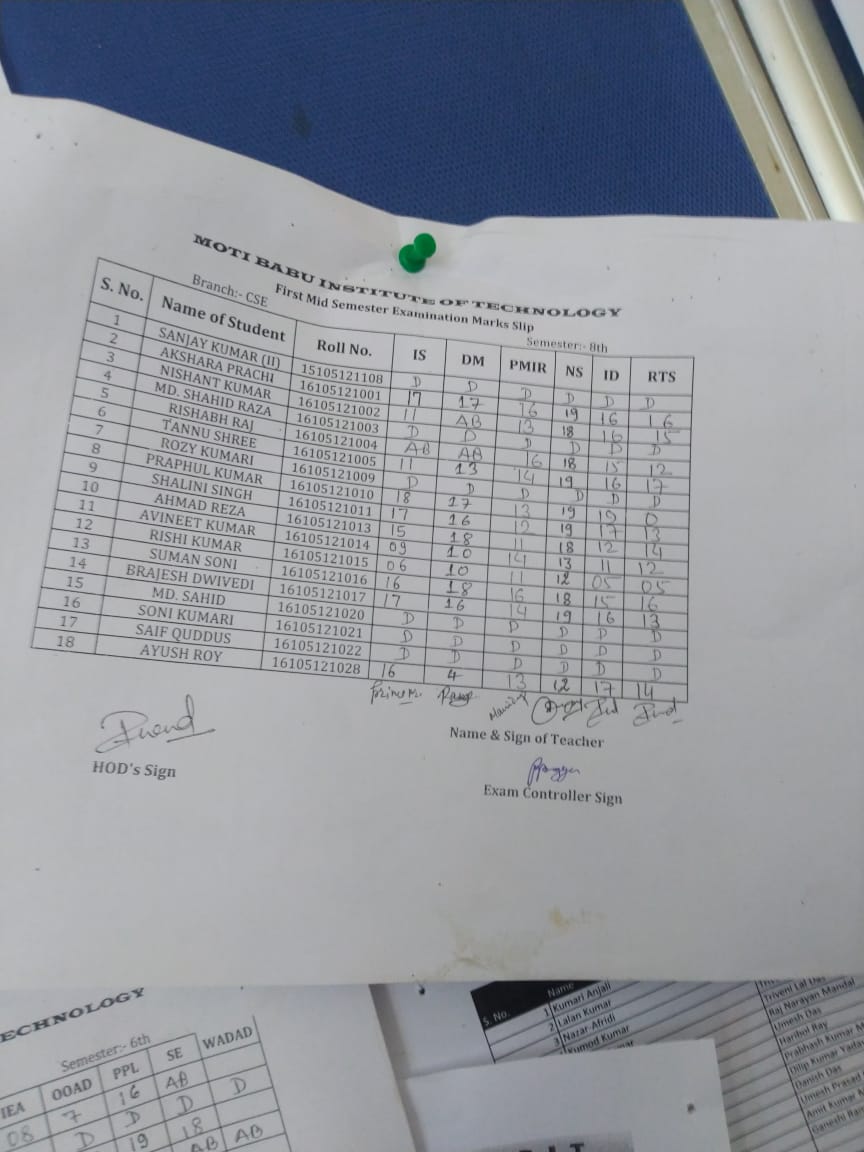 MOTI BABU INSTITUTE OF TECHNOLOGY
First Mid Semester Examination Marks Slip
Branch:- CSE Semester:- 8th
S. No. Name of Student Roll No. IS DM PMIR NS ID RTS
1 SANJAY KUMAR (II) 15105121108 D D D D D D
2 AKSHARA PRACHI 16105121001 17 17 16 19 16 16
3 NISHANT KUMAR 16105121002 11 AB 13 18 16 15
4 MD. SHAHID RAZA 16105121003 D D D D D D
5 RISHABH RAJ 16105121004 AB AB 16 18 15 12
6 TANNU SHREE 16105121005 11 13 14 19 16 17
7 ROZY KUMARI 16105121009 D D D D D D
8 PRAPHUL KUMAR 16105121010 18 17 13 19 19 0
9 SHALINI SINGH 16105121011 17 16 12 19 17 13
10 AHMAD REZA 16105121013 15 18 11 18 12 14
11 AVINEET KUMAR 16105121014 09 10 14 13 11 12
12 RISHI KUMAR 16105121015 06 10 11 12 05 05
13 SUMAN SONI 16105121016 16 18 16 18 15 16
14 BRAJESH DWIVEDI 16105121017 17 16 14 19 16 13
15 MD. SAHID 16105121020 D D D D D D
16 SONI KUMARI 16105121021 D D D D D D
17 SAIF QUDDUS 16105121022 D D D D D D
18 AYUSH ROY 16105121028 16 4 13 12 17 14
Name & Sign of Teacher
HOD's Sign
Exam Controller Sign
ECHNOLOGY
Semester:- 6th
IEA OOAD PPL SE WADAD
08 7 16 AB D
D D D
19 18
AB AB
S. No. Name
1 Kumari Anjali
2 Lalan Kumar
3 Nazar Afridi
Kumod Kumar
Triveni Lal Das
Raj Narayan Mandal
Umesh Das
Harihol Ray
Prabhash Kumar
Dilip Kumar Yadav
Danish Das
Umesh Prasad
Amit Kumar